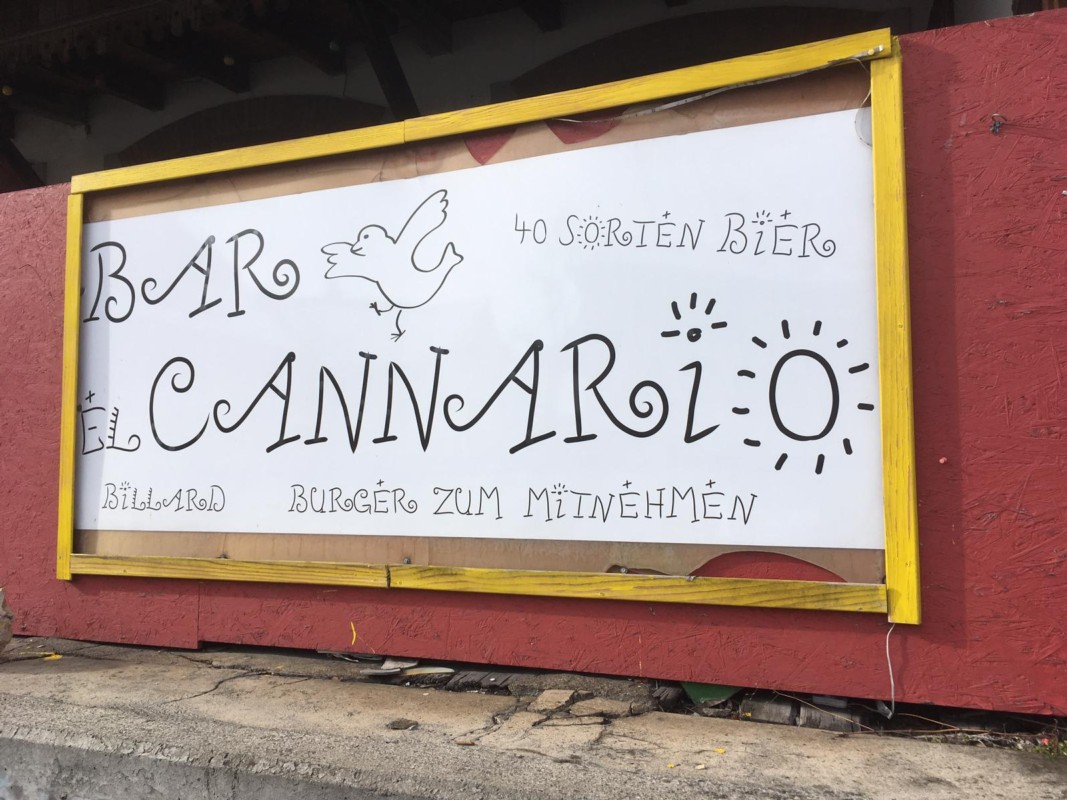 BAR
40 SORTEN BiER
EL CANNARiO
BiLLARD BURGER ZUM MiTNEHMEN